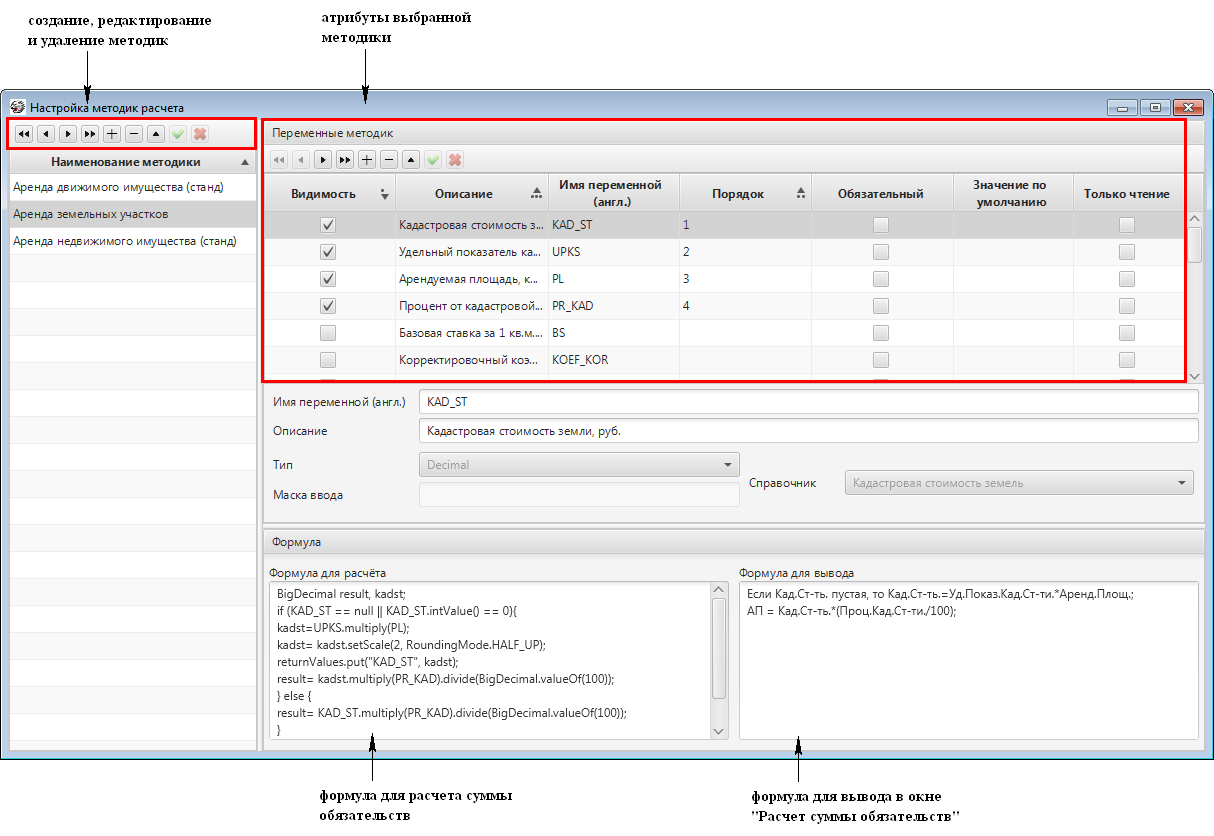 создание, редактирование
и удаление методик
атрибуты выбранной
методики
Настройка методик расчета
Наименование методики
Аренда движимого имущества (станд)
Аренда земельных участков
Аренда недвижимого имущества (станд)
Переменные методик
Видимость Описание Имя переменной (англ.) Порядок Обязательный Значение по умолчанию Только чтение
Кадастровая стоимость з... KAD_ST 1
Удельный показатель ка... UPKS 2
Арендуемая площадь, к... PL 3
Процент от кадастровой... PR_KAD 4
Базовая ставка за 1 кв.м.... BS
Корректировочный коэ... KOEF_KOR
Имя переменной (англ.) KAD_ST
Описание Кадастровая стоимость земли, руб.
Тип Decimal
Маска ввода
Справочник Кадастровая стоимость земель
Формула
Формула для расчёта
BigDecimal result, kadst;
if (KAD_ST == null || KAD_ST.intValue() == 0){
kadst=UPKS.multiply(PL);
kadst= kadst.setScale(2, RoundingMode.HALF_UP);
returnValues.put("KAD_ST", kadst);
result= kadst.multiply(PR_KAD).divide(BigDecimal.valueOf(100));
} else {
result= KAD_ST.multiply(PR_KAD).divide(BigDecimal.valueOf(100));
}
Формула для вывода
Если Кад.Ст-ть. пустая, то Кад.Ст-ть.=Уд.Показ.Кад.Ст-ти.*Аренд.Площ.;
АП = Кад.Ст-ть.*(Проц.Кад.Ст-ти./100);
формула для расчета суммы
обязательств
формула для вывода в окне
"Расчет суммы обязательств"